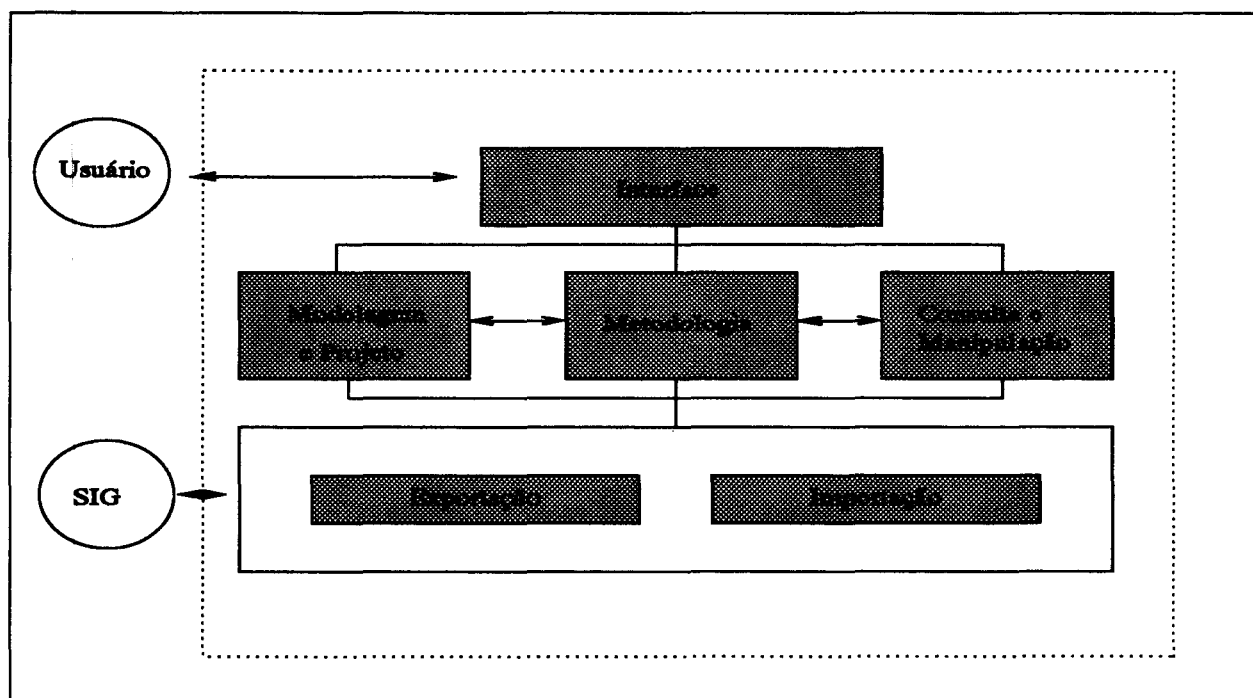 Usuário
Interface
Modelagem
e Projeto
Metodologia
Consulta e
Manipulação
SIG
Exportação
Importação